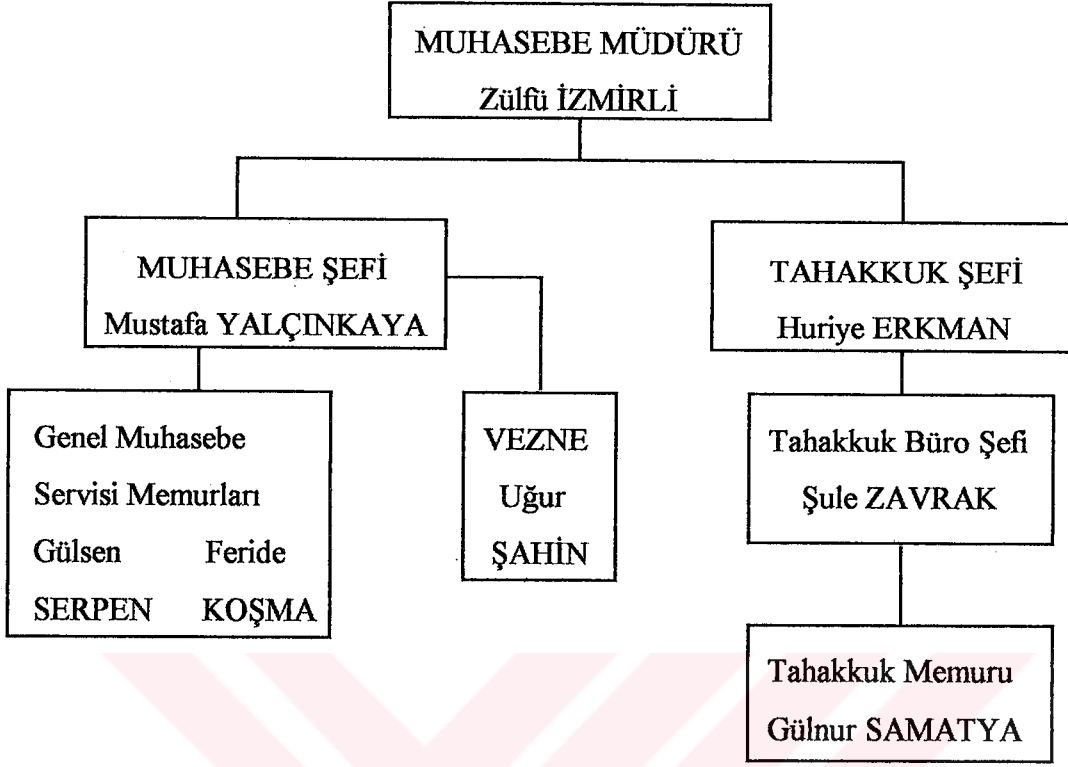 MUHASEBE MÜDÜRÜ
Zülfü İZMİRLİ
MUHASEBE ŞEFİ
Mustafa YALÇINKAYA
TAHAKKUK ŞEFİ
Huriye ERKMAN
Genel Muhasebe
Servisi Memurları
Gülsen Feride
SERPEN KOŞMA
VEZNE
Uğur
ŞAHİN
Tahakkuk Büro Şefi
Şule ZAVRAK
Tahakkuk Memuru
Gülnur SAMATYA